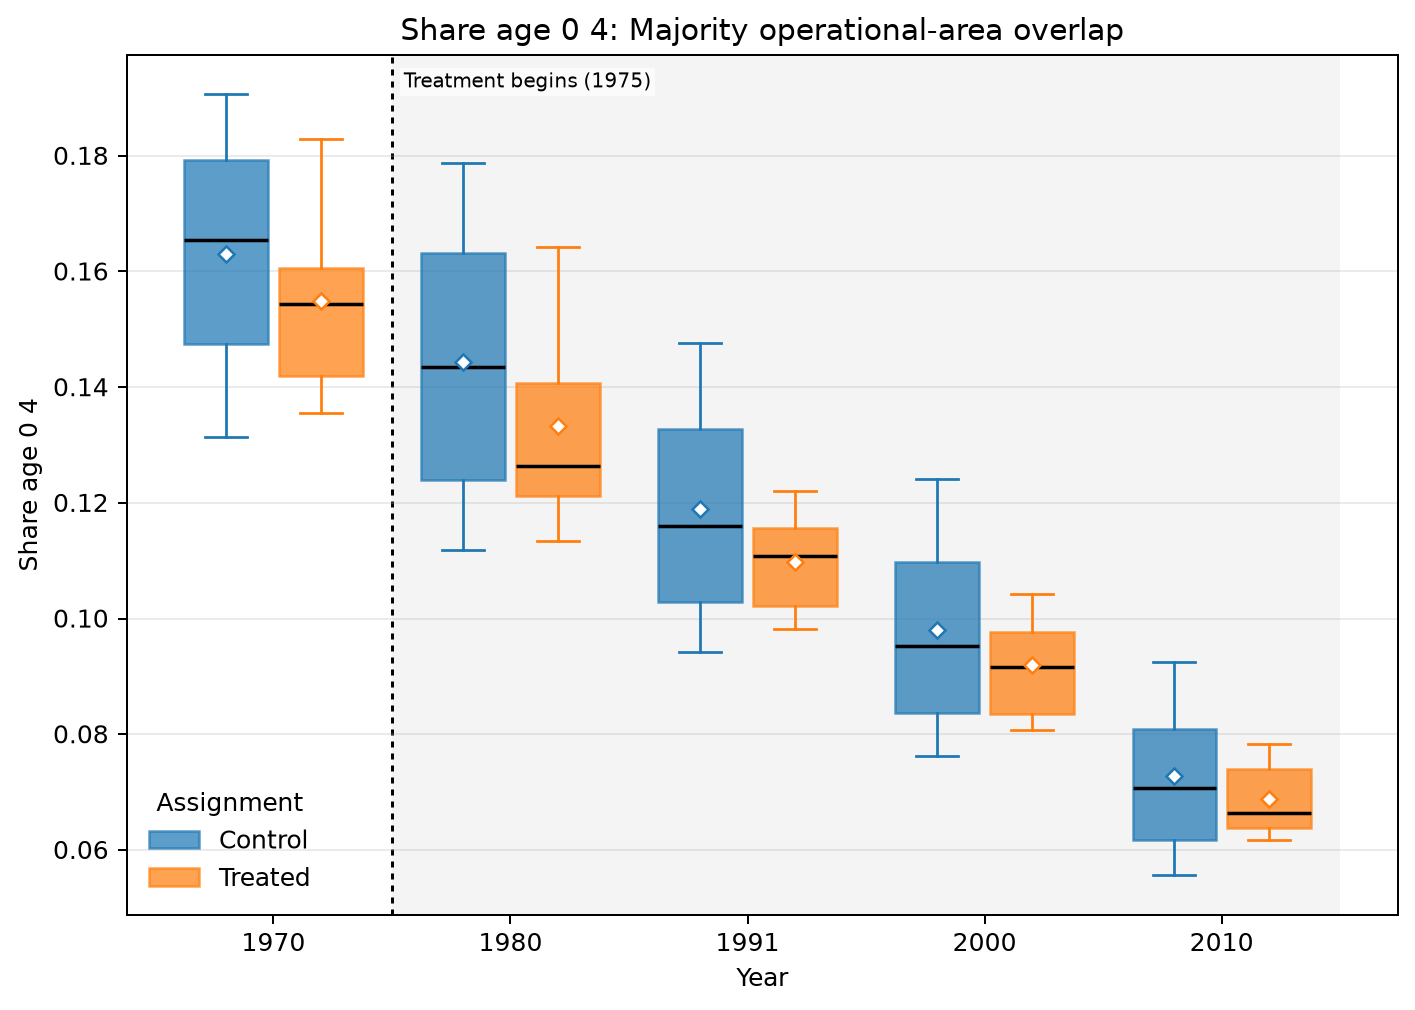 Share age 0 4: Majority operational-area overlap
Treatment begins (1975)
0.18
0.16
0.14
0.12
0.10
0.08
0.06
Share age 0 4
Assignment
Control
Treated
1970 1980 1991 2000 2010
Year